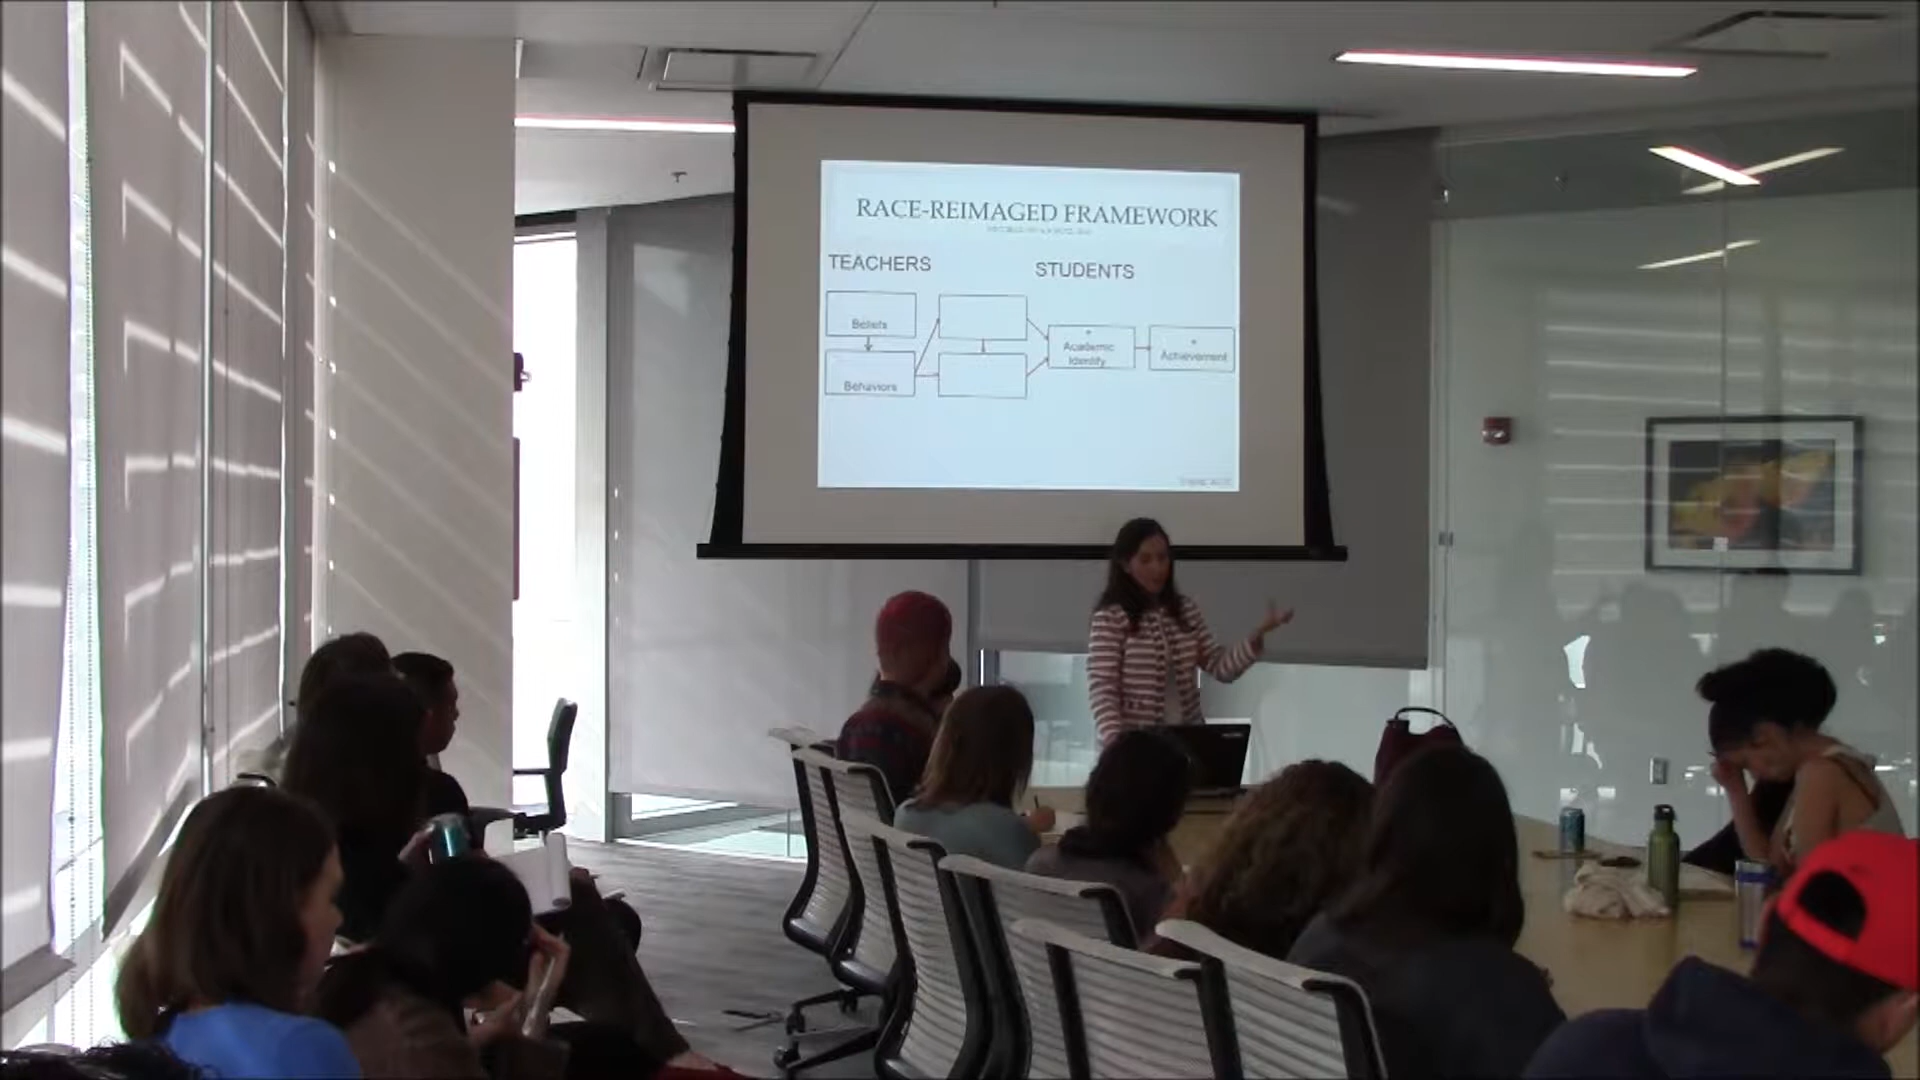 RACE-REIMAGED FRAMEWORK
TEACHERS
STUDENTS
Beliefs
Behaviors
*
Academic
Identity
*
Achievement